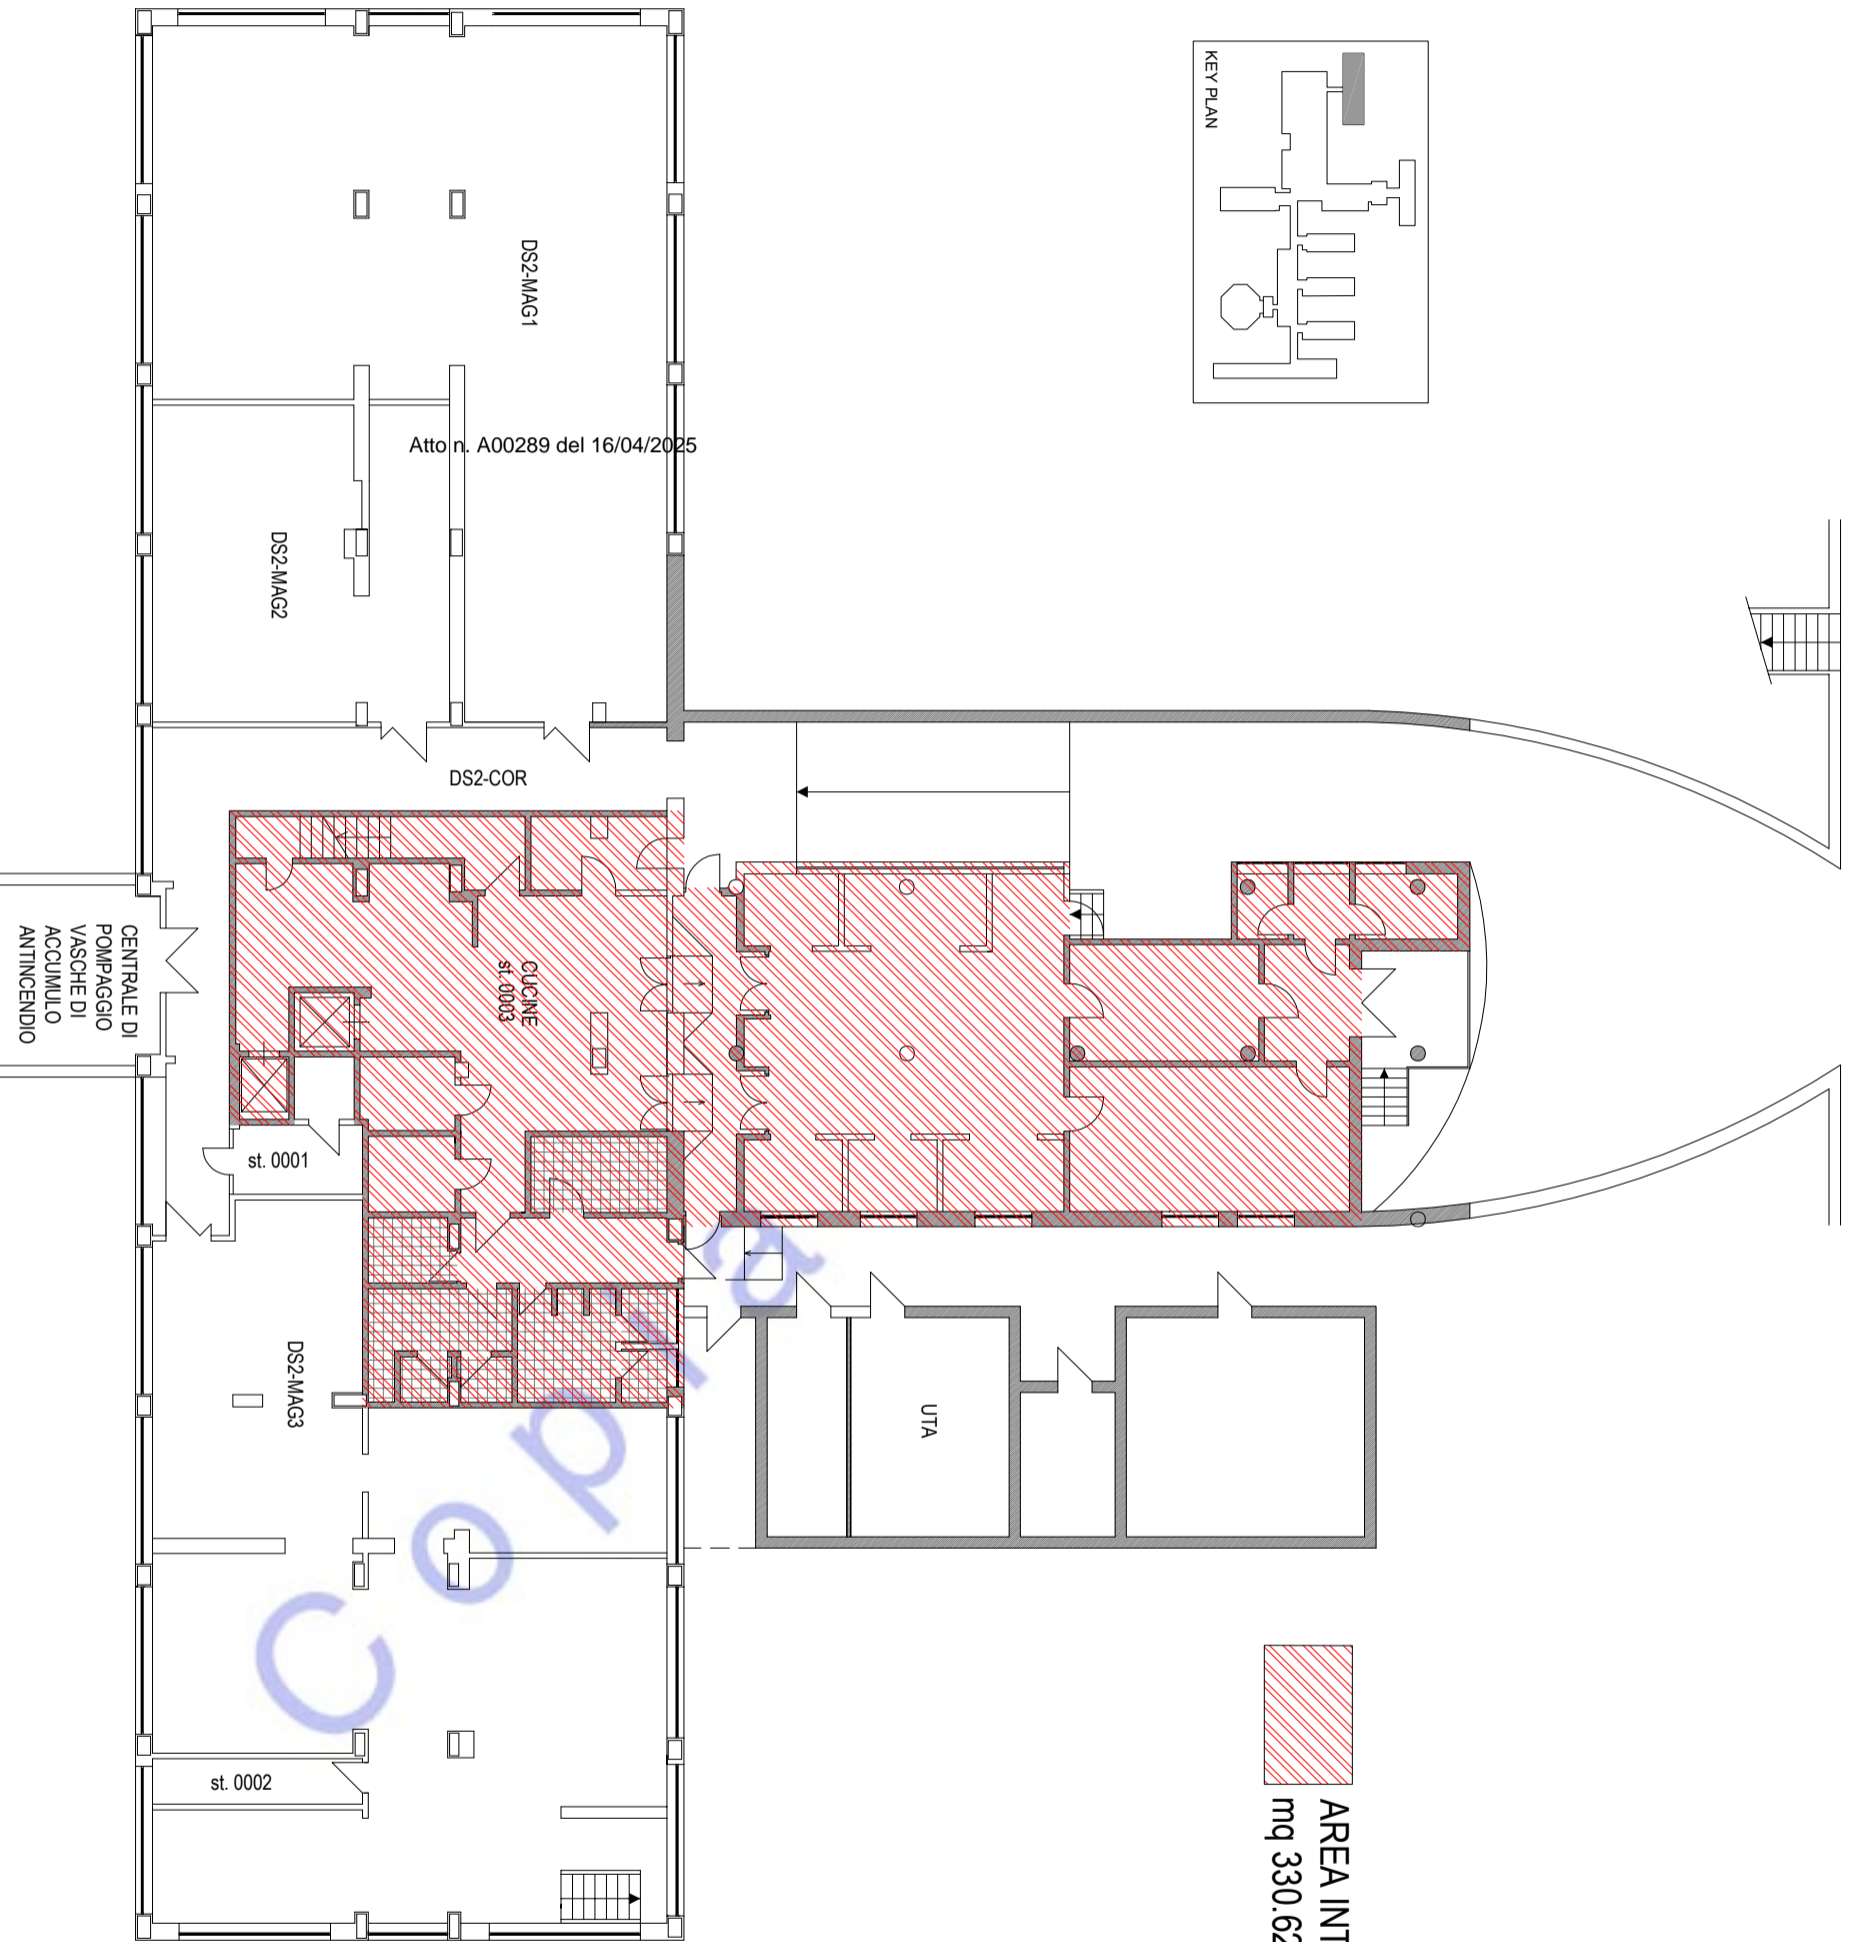 KEY PLAN
DS2-MAG1
Atto n. A00289 del 16/04/2025
DS2-MAG2
DS2-COR
CUCINE
st. 0003
CENTRALE DI
POMPAGGIO
VASCHE DI
ACCUMULO
ANTINCENDIO
st. 0001
DS2-MAG3
UTA
st. 0002
AREA INT
mq 330.62
Copia